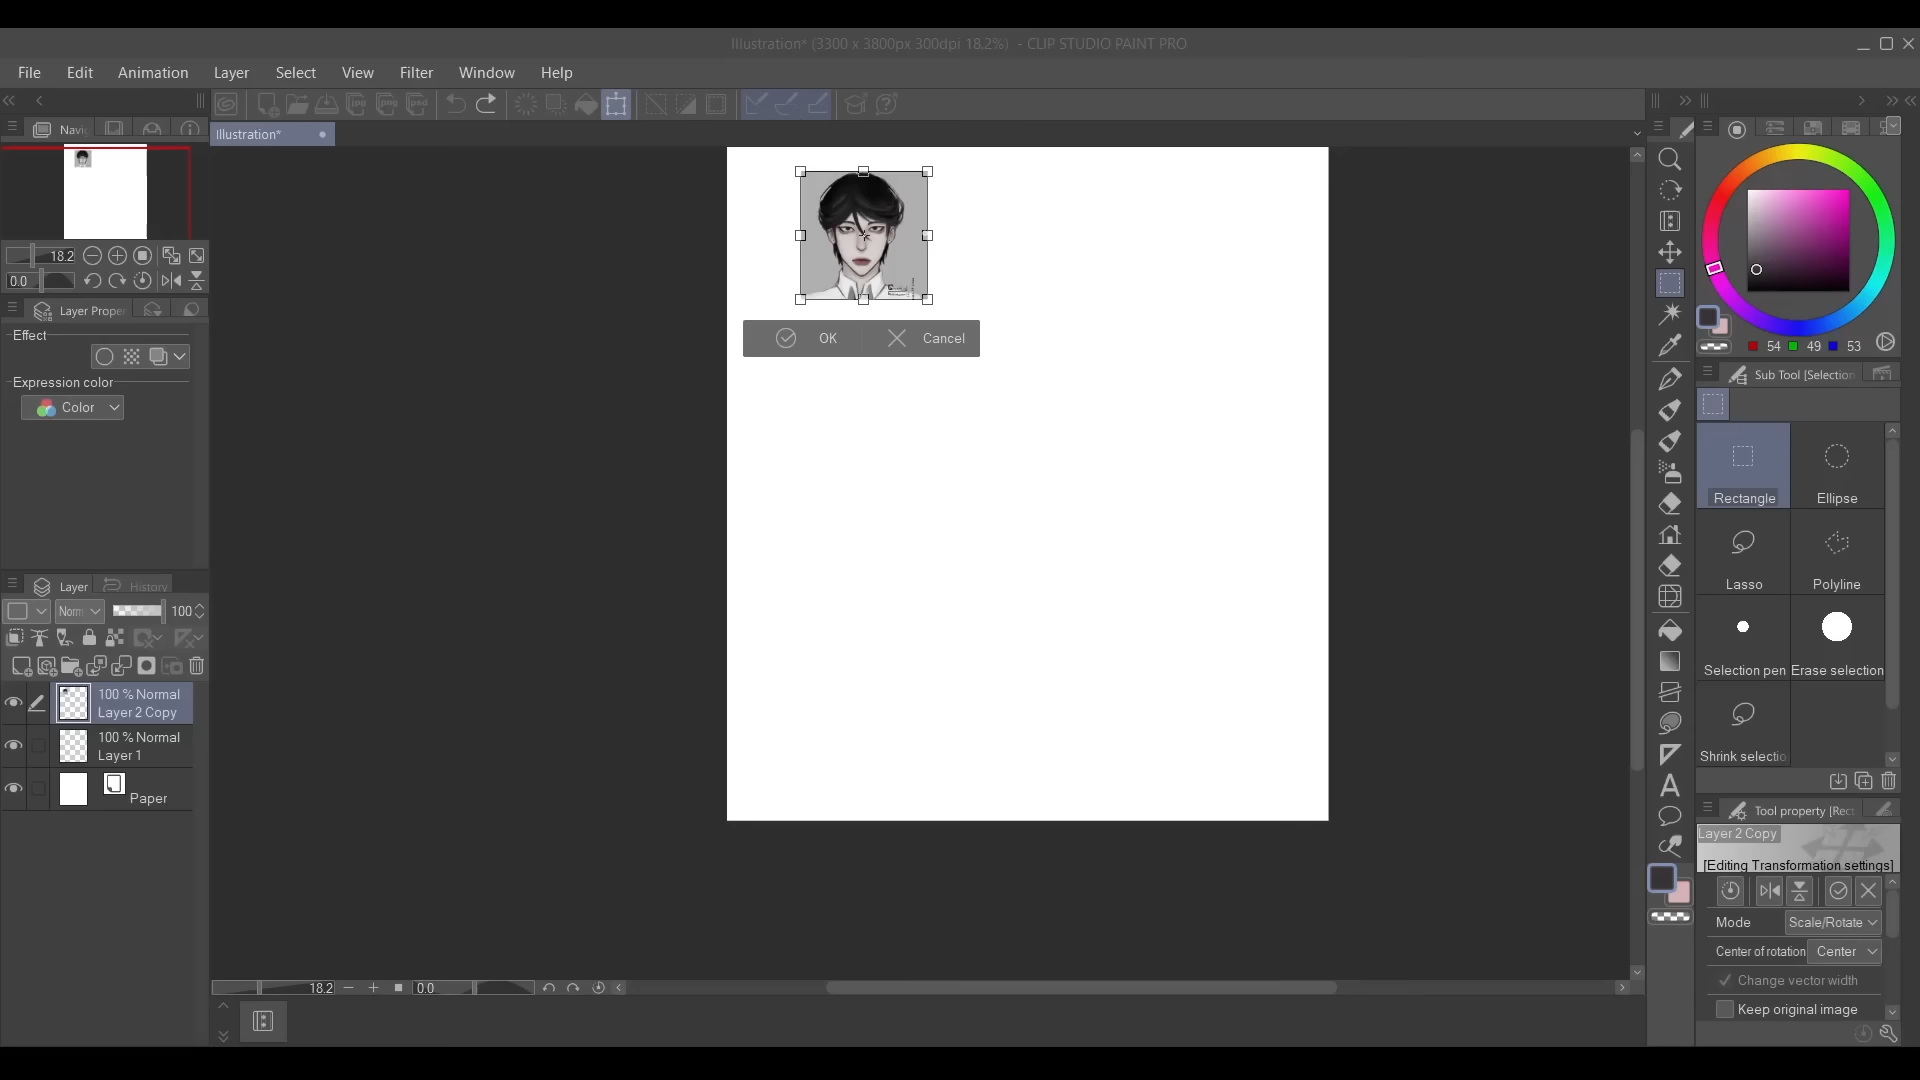 Illustration* (3300 x 3800px 300dpi 18.2%) - CLIP STUDIO PAINT PRO
File Edit Animation Layer Select View Filter Window Help
Illustration*
18.2
0.0
Layer Prope
Effect
Expression color
Color
OK Cancel
Layer History
Norm 100
100 % Normal
Layer 2 Copy
100 % Normal
Layer 1
Paper
18.2 0.0
54 49 53
Sub Tool [Selection
Rectangle Ellipse
Lasso Polyline
Selection pen Erase selection
Shrink selectio
Tool property [Rect
Layer 2 Copy
[Editing Transformation settings]
Mode Scale/Rotate
Center of rotation Center
Change vector width
Keep original image